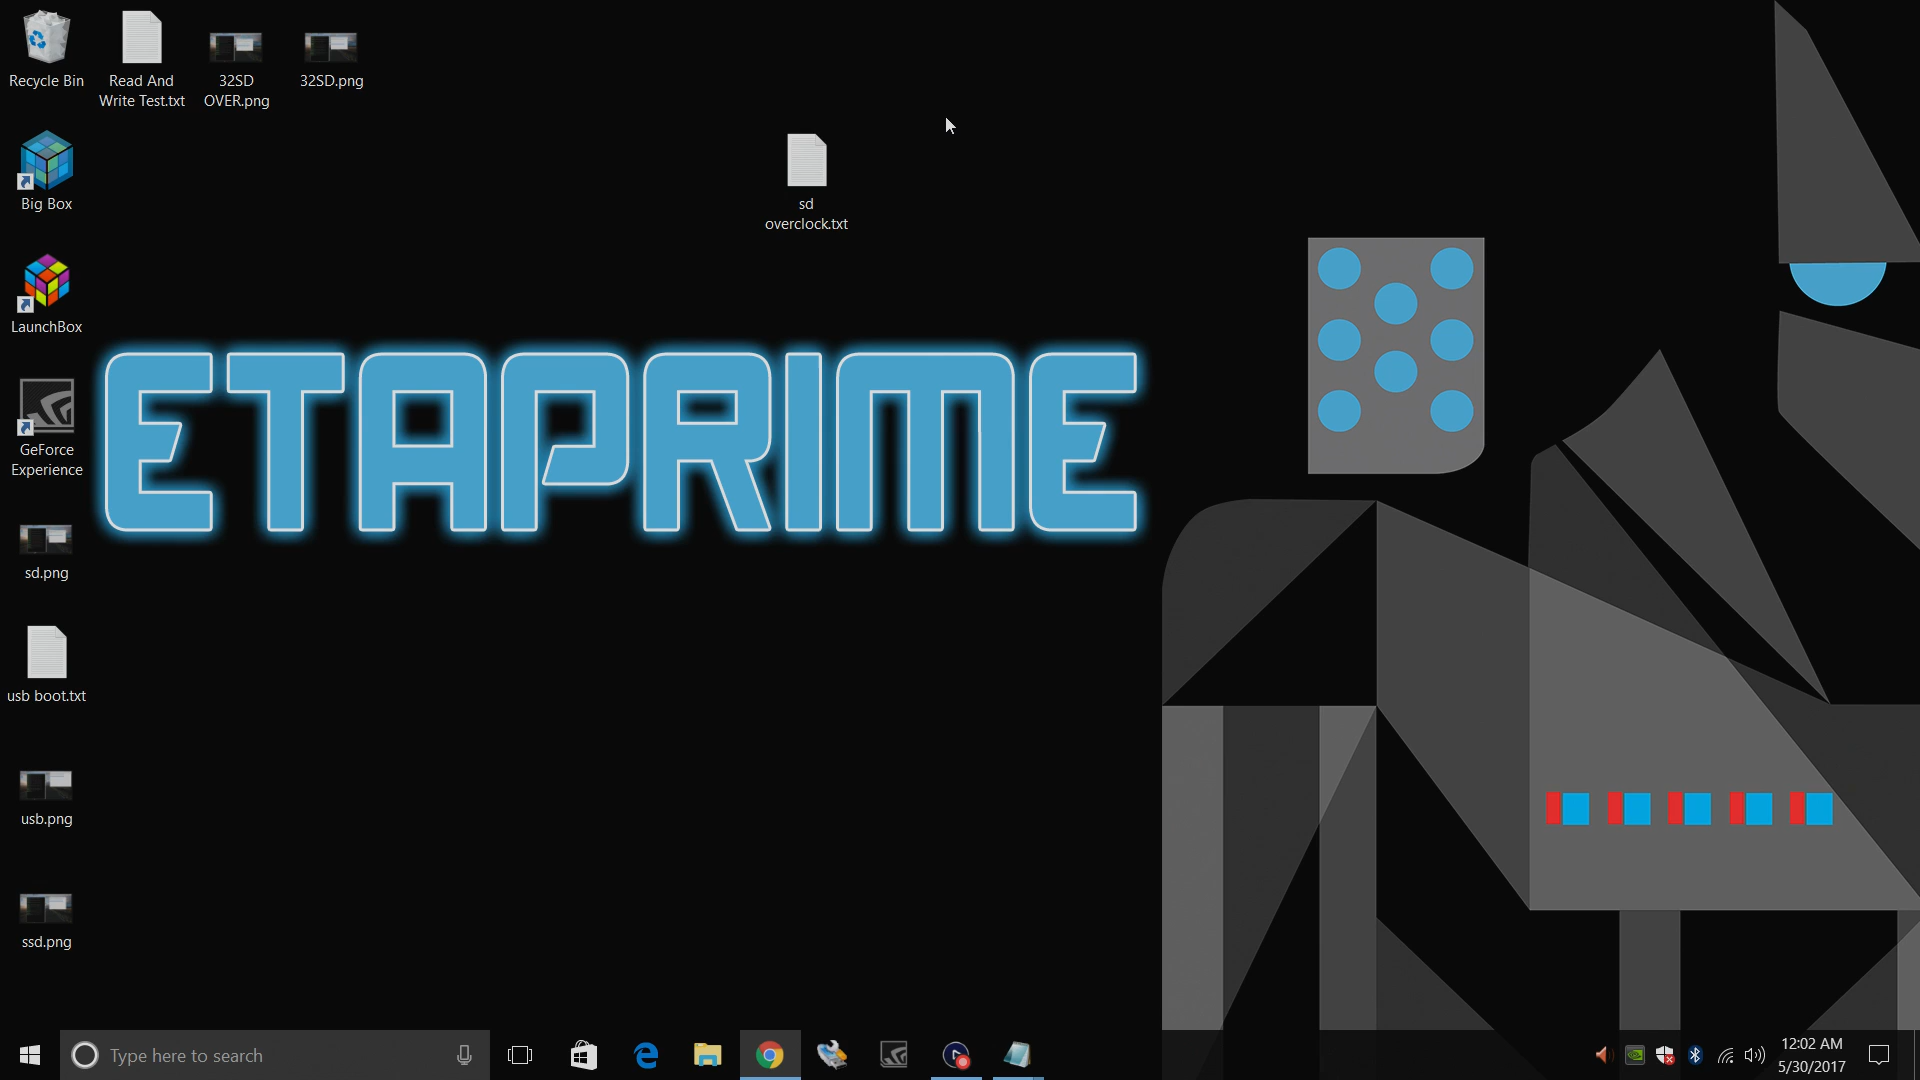 Recycle Bin
Read And
Write Test.txt
32SD
OVER.png
32SD.png
Big Box
sd
overclock.txt
LaunchBox
GeForce
Experience
ETAPRIME
sd.png
usb boot.txt
usb.png
ssd.png
Type here to search
12:02 AM
5/30/2017